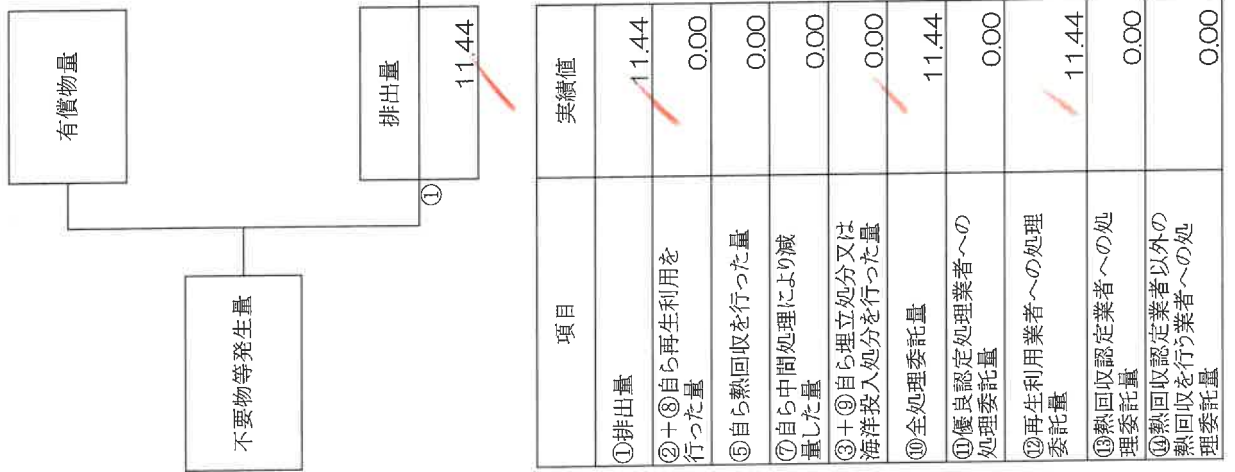 有償物量
不要物等発生量
排出量
①
11.44
項目
実績値
①排出量
11.44
②+⑧自ら再生利用を
行った量
0.00
⑤自ら熱回収を行った量
0.00
⑦自ら中間処理により減
量した量
0.00
③+⑨自ら埋立処分又は
海洋投入処分を行った量
0.00
⑩全処理委託量
11.44
⑪優良認定処理業者への
処理委託量
0.00
⑫再生利用業者への処理
委託量
11.44
⑬熱回収認定業者への処
理委託量
0.00
⑭熱回収認定業者以外の
熱回収を行う業者への処
理委託量
0.00